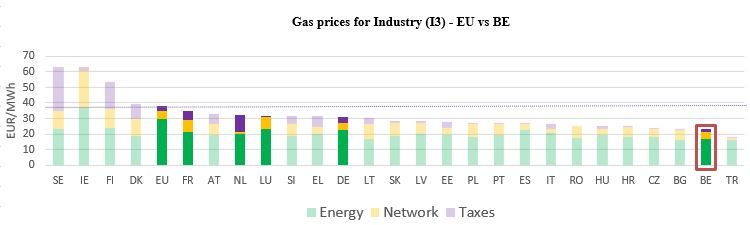 Gas prices for Industry (I3) - EU vs BE
EUR/MWh
70
60
50
40
30
20
10
0
SE IE FI DK EU FR AT NL LU SI EL DE LT SK LV EE PL PT ES IT RO HU HR CZ BG BE TR
Energy Network Taxes